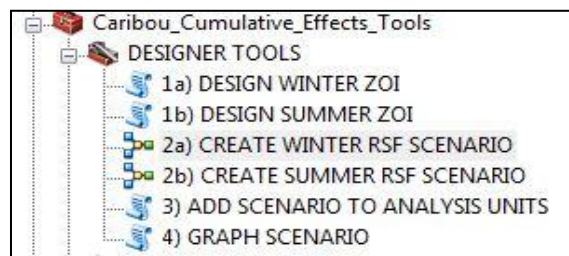 Caribou_Cumulative_Effects_Tools
DESIGNER TOOLS
1a) DESIGN WINTER ZOI
1b) DESIGN SUMMER ZOI
2a) CREATE WINTER RSF SCENARIO
2b) CREATE SUMMER RSF SCENARIO
3) ADD SCENARIO TO ANALYSIS UNITS
4) GRAPH SCENARIO